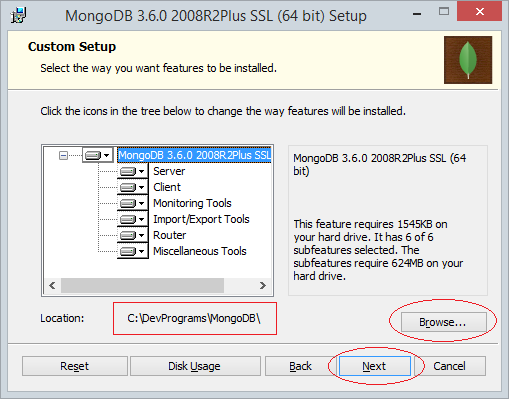 MongoDB 3.6.0 2008R2Plus SSL (64 bit) Setup
Custom Setup
Select the way you want features to be installed.
Click the icons in the tree below to change the way features will be installed.
MongoDB 3.6.0 2008R2Plus SSL
Server
Client
Monitoring Tools
Import/Export Tools
Router
Miscellaneous Tools
MongoDB 3.6.0 2008R2Plus SSL (64
bit)
This feature requires 1545KB on
your hard drive. It has 6 of 6
subfeatures selected. The
subfeatures require 624MB on your
hard drive.
Location:
C:\DevPrograms\MongoDB\
Browse...
Reset
Disk Usage
Back
Next
Cancel